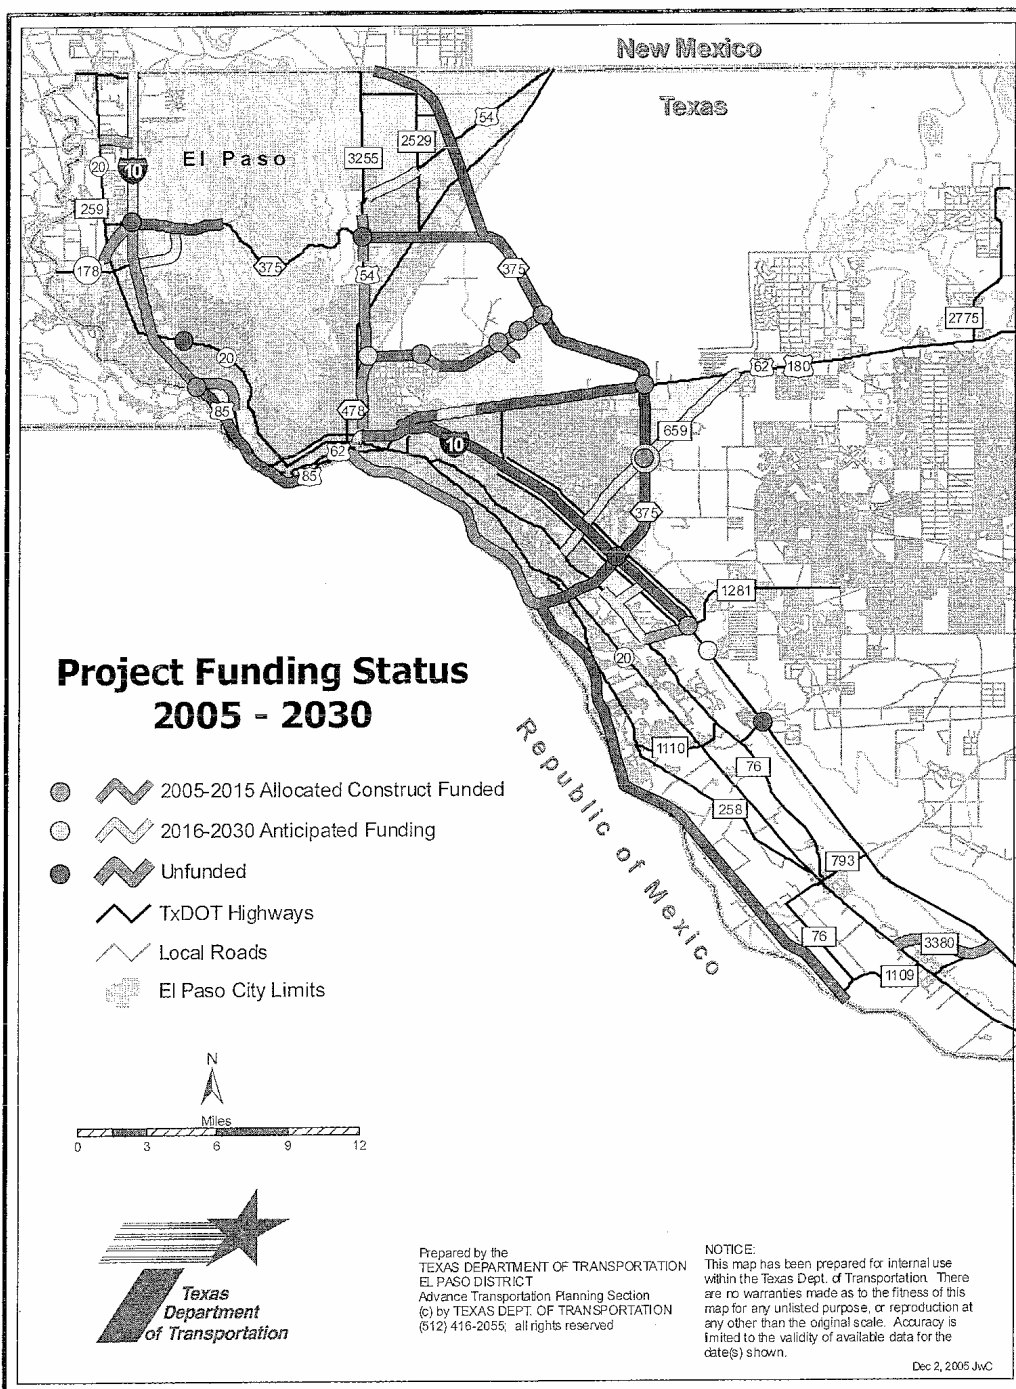 New Mexico
Texas
54
2529
3255
El Paso
20
10
259
178
375
54
375
2775
20
62
180
478
85
659
10
62
85
375
1281
20
Project Funding Status
2005 - 2030
Republic of Mexico
1110
76
258
793
76
3380
1109
2005-2015 Allocated Construct Funded
2016-2030 Anticipated Funding
Unfunded
TxDOT Highways
Local Roads
El Paso City Limits
N
Miles
0 3 6 9 12
Texas
Department
of Transportation
Prepared by the
TEXAS DEPARTMENT OF TRANSPORTATION
EL PASO DISTRICT
Advance Transportation Planning Section
(c) by TEXAS DEPT. OF TRANSPORTATION
(512) 416-2055; all rights reserved
NOTICE:
This map has been prepared for internal use
within the Texas Dept. of Transportation. There
are no warranties made as to the fitness of this
map for any unlisted purpose, or reproduction at
any other than the original scale. Accuracy is
limited to the validity of available data for the
date(s) shown.
Dec 2, 2005 JwC